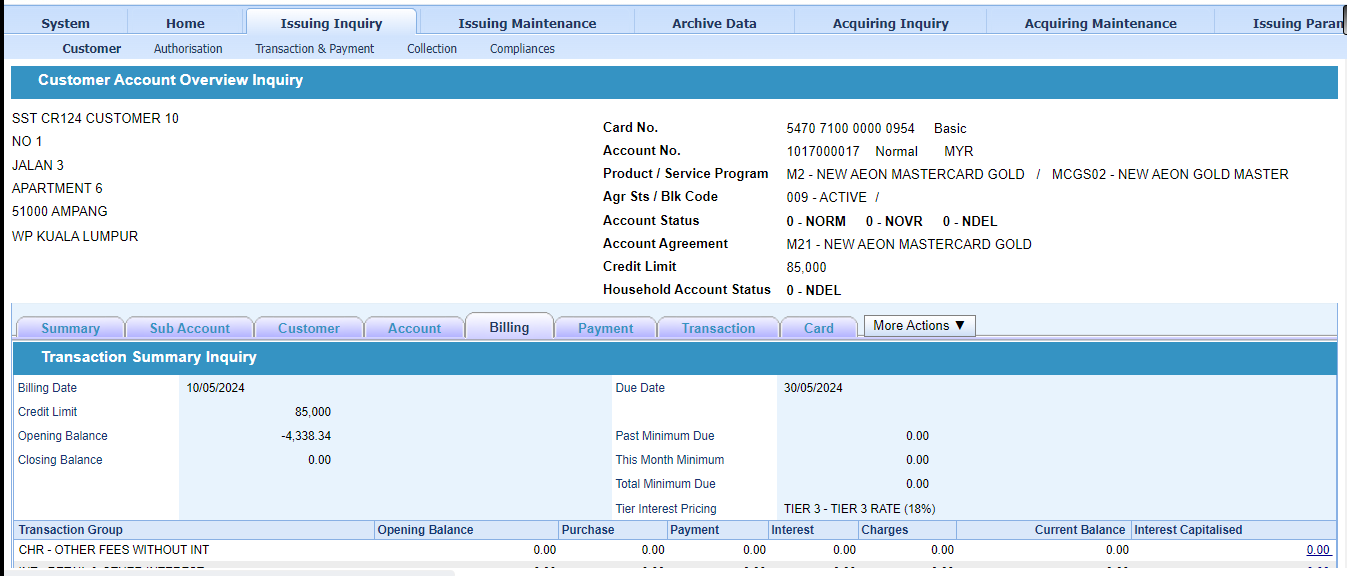 System Home Issuing Inquiry Issuing Maintenance Archive Data Acquiring Inquiry Acquiring Maintenance Issuing
Customer Authorisation Transaction & Payment Collection Compliances
Customer Account Overview Inquiry
SST CR124 CUSTOMER 10
NO 1
JALAN 3
APARTMENT 6
51000 AMPANG
WP KUALA LUMPUR
Card No. 5470 7100 0000 0954 Basic
Account No. 1017000017 Normal MYR
Product / Service Program M2 - NEW AEON MASTERCARD GOLD / MCGS02 - NEW AEON GOLD MASTER
Agr Sts / Blk Code 009 - ACTIVE /
Account Status 0 - NORM 0 - NOVR 0 - NDEL
Account Agreement M21 - NEW AEON MASTERCARD GOLD
Credit Limit 85,000
Household Account Status 0 - NDEL
Summary Sub Account Customer Account Billing Payment Transaction Card More Actions ▼
Transaction Summary Inquiry
Billing Date 10/05/2024 Due Date 30/05/2024
Credit Limit 85,000
Opening Balance -4,338.34 Past Minimum Due 0.00
Closing Balance 0.00 This Month Minimum 0.00
Total Minimum Due 0.00
Tier Interest Pricing TIER 3 - TIER 3 RATE (18%)
Transaction Group Opening Balance Purchase Payment Interest Charges Current Balance Interest Capitalised
CHR - OTHER FEES WITHOUT INT 0.00 0.00 0.00 0.00 0.00 0.00 0.00